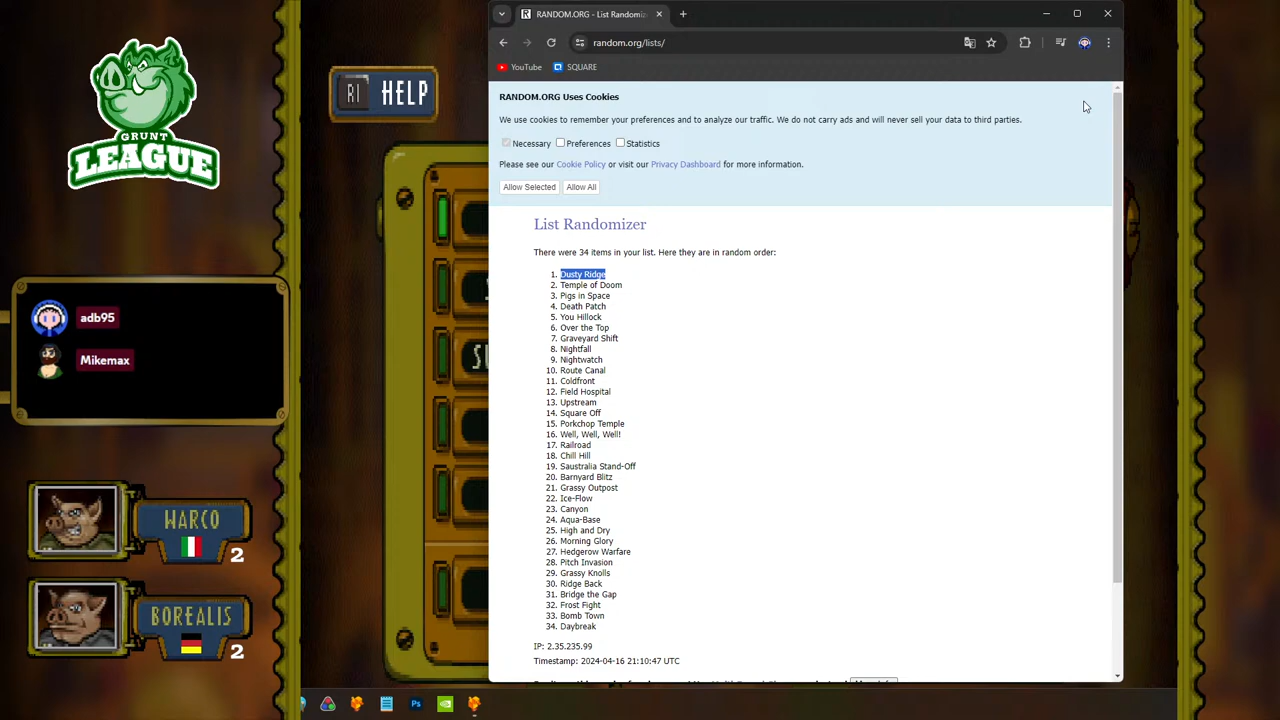 GRUNT
LEAGUE
adb95
Mikemax
WARCO
2
BOREALIS
2
R1 HELP
RANDOM.ORG - List Randomiz
random.org/lists/
YouTube
SQUARE
RANDOM.ORG Uses Cookies
We use cookies to remember your preferences and to analyze our traffic. We do not carry ads and will never sell your data to third parties.
Necessary Preferences Statistics
Please see our Cookie Policy or visit our Privacy Dashboard for more information.
Allow Selected Allow All
List Randomizer
There were 34 items in your list. Here they are in random order:
1. Dusty Ridge
2. Temple of Doom
3. Pigs in Space
4. Death Patch
5. You Hillock
6. Over the Top
7. Graveyard Shift
8. Nightfall
9. Nightwatch
10. Route Canal
11. Coldfront
12. Field Hospital
13. Upstream
14. Square Off
15. Porkchop Temple
16. Well, Well, Well!
17. Railroad
18. Chill Hill
19. Saustralia Stand-Off
20. Barnyard Blitz
21. Grassy Outpost
22. Ice-Flow
23. Canyon
24. Aqua-Base
25. High and Dry
26. Morning Glory
27. Hedgerow Warfare
28. Pitch Invasion
29. Grassy Knolls
30. Ridge Back
31. Bridge the Gap
32. Frost Fight
33. Bomb Town
34. Daybreak
IP: 2.35.235.99
Timestamp: 2024-04-16 21:10:47 UTC
Ps